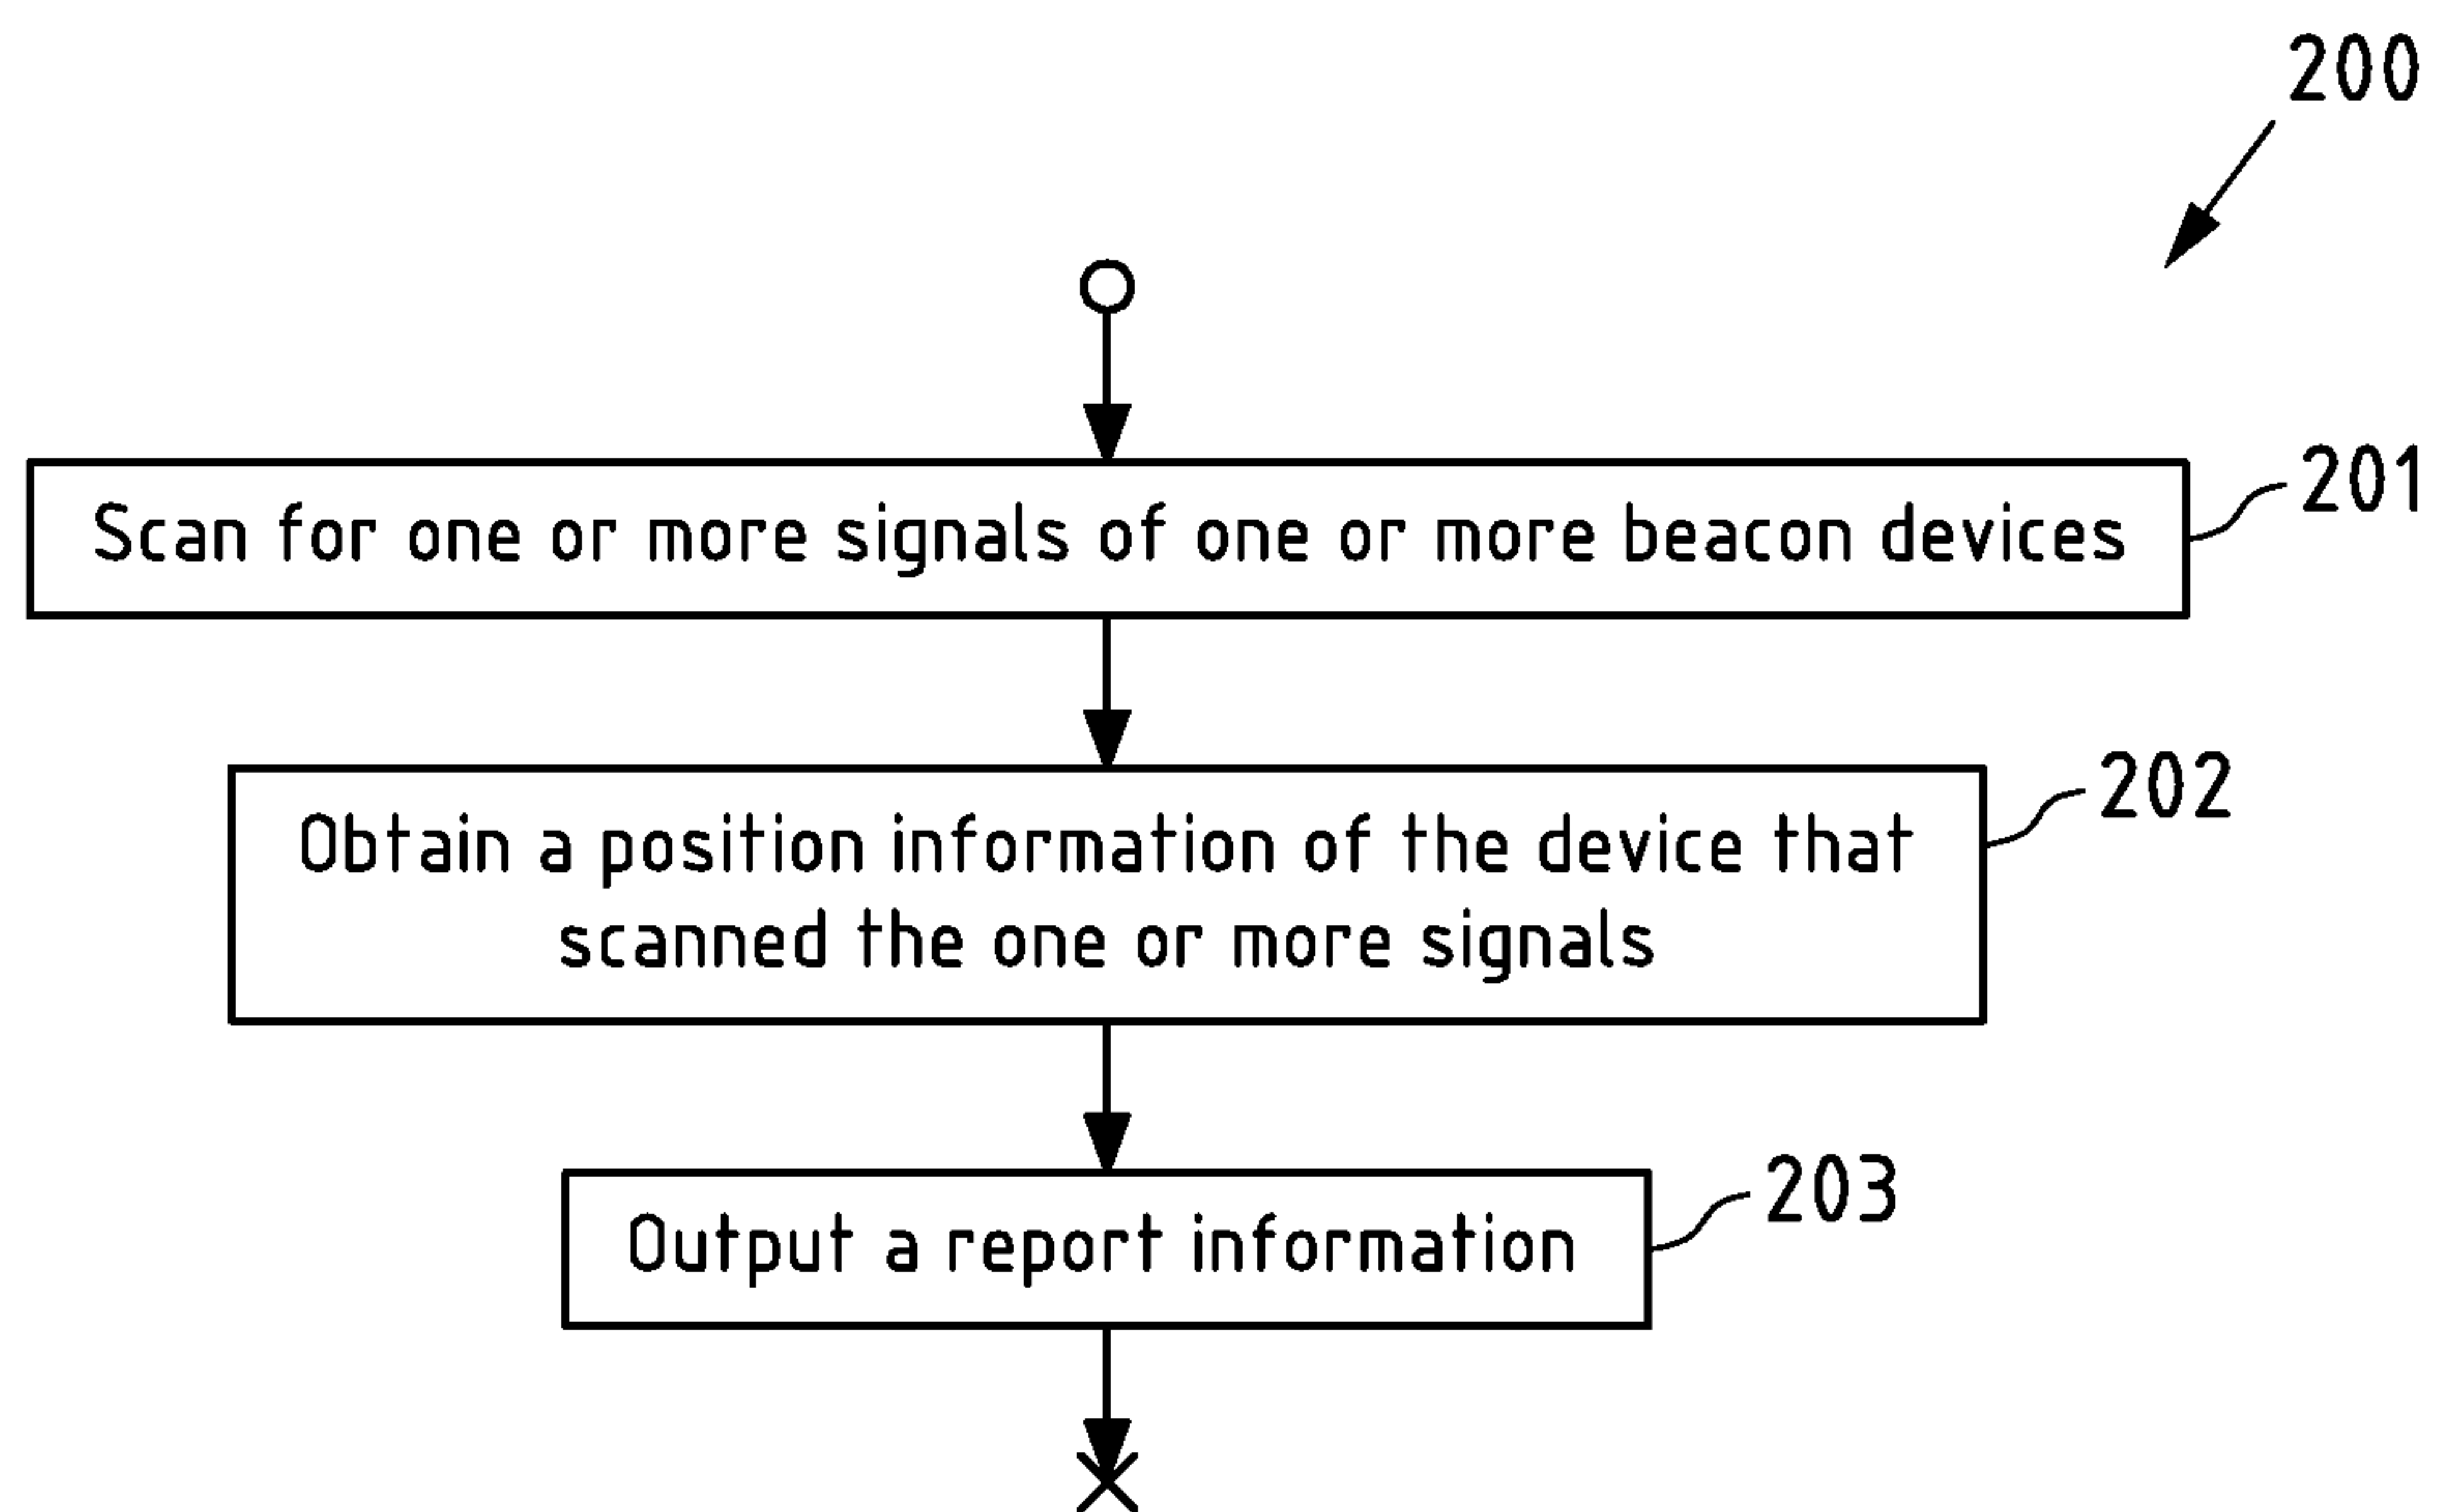 200
Scan for one or more signals of one or more beacon devices
201
Obtain a position information of the device that
scanned the one or more signals
202
Output a report information
203